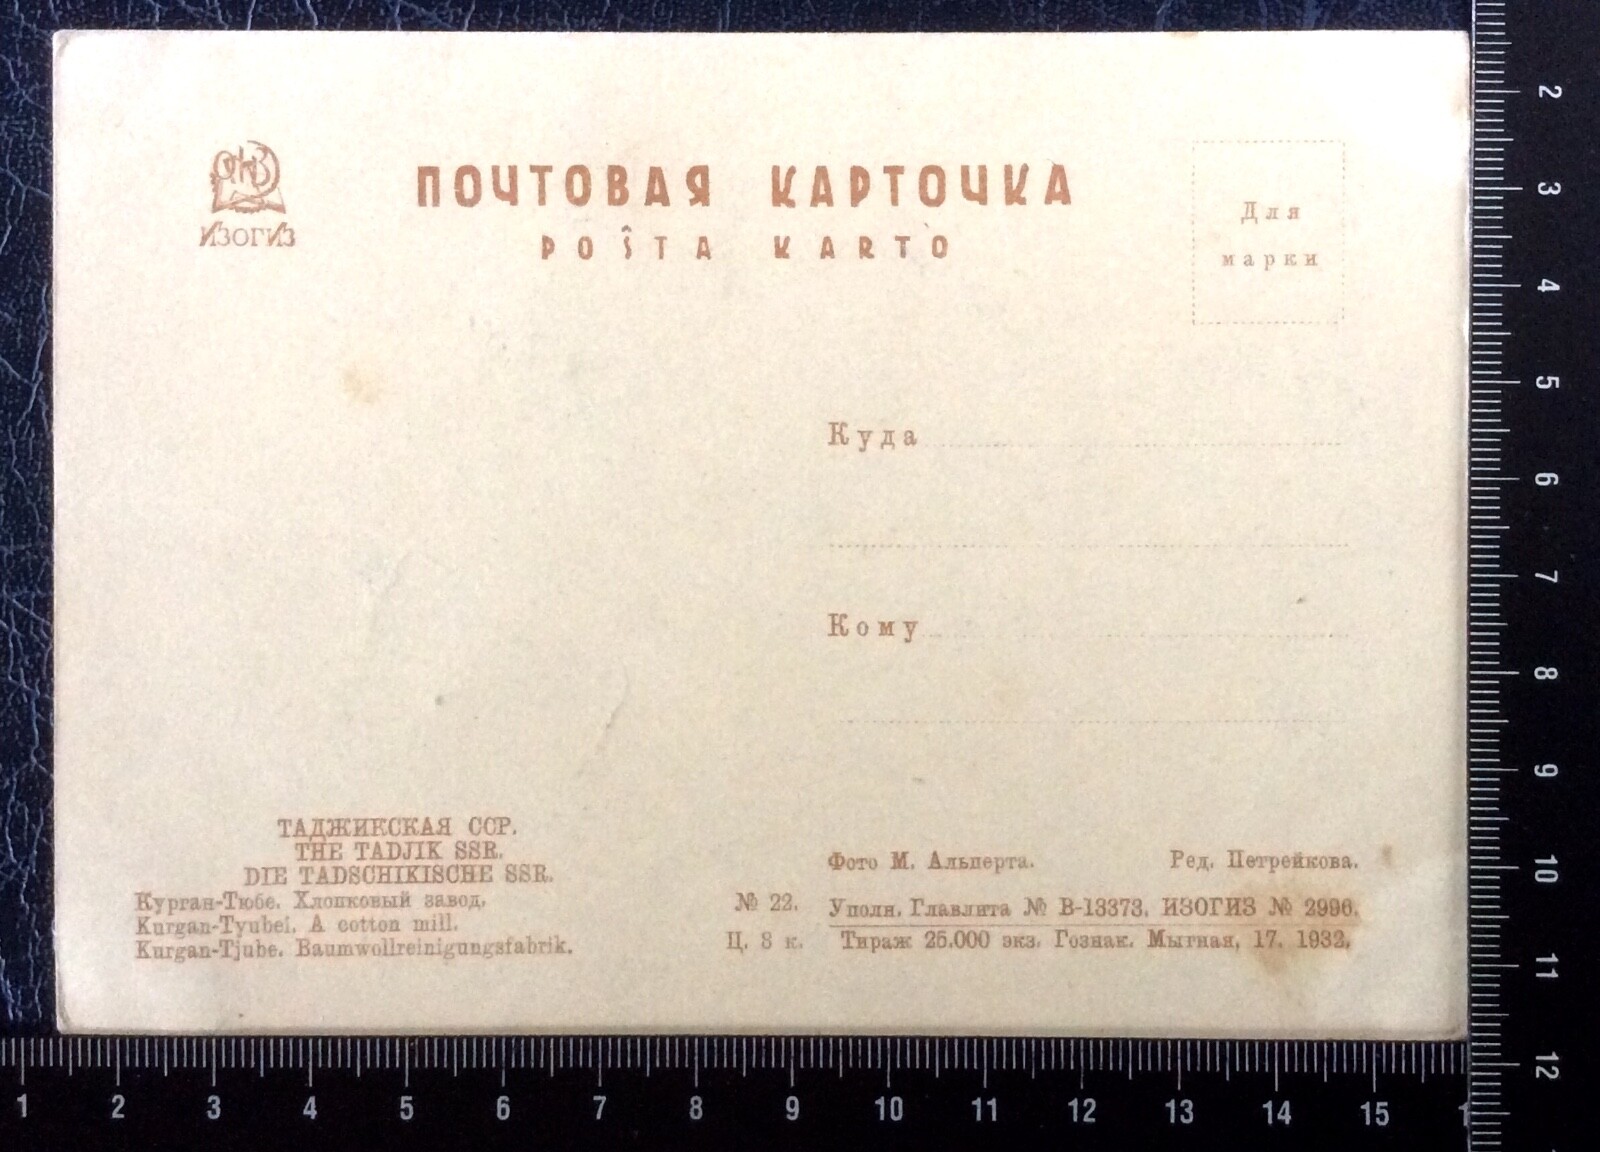 ОГИЗ
ИЗОГИЗ
ПОЧТОВАЯ КАРТОЧКА
POŜTA KARTO
Для
марки
Куда
Кому
ТАДЖИКСКАЯ ССР.
THE TADJIK SSR.
DIE TADSCHIKISCHE SSR.
Курган-Тюбе. Хлопковый завод.
Kurgan-Tyubei. A cotton mill.
Kurgan-Tjube. Baumwollreinigungsfabrik.
№ 22.
Ц. 8 к.
Фото М. Альперта. Ред. Петрейкова.
Уполн. Главлита № В-13373. ИЗОГИЗ № 2996.
Тираж 25.000 экз. Гознак. Мытная, 17. 1932.
2
3
4
5
6
7
8
9
10
11
12
1 2 3 4 5 6 7 8 9 10 11 12 13 14 15